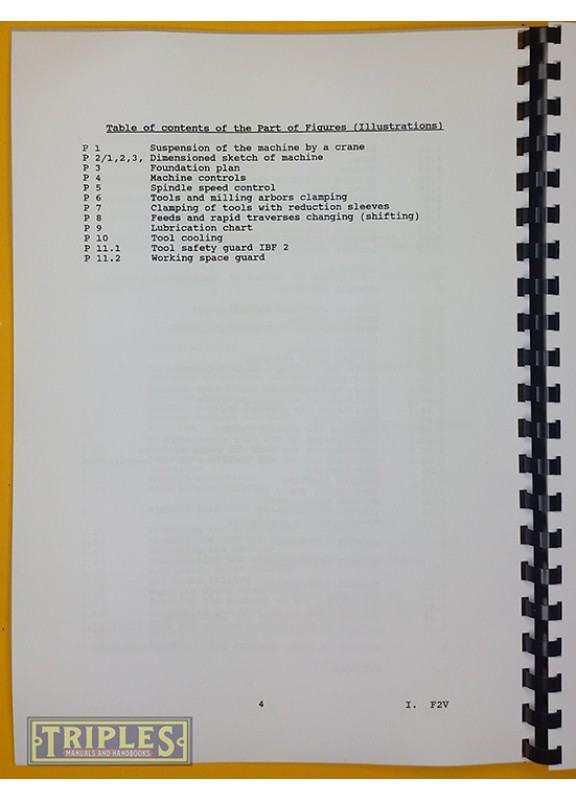 Table of contents of the Part of Figures (Illustrations)
P 1 Suspension of the machine by a crane
P 2/1,2,3, Dimensioned sketch of machine
P 3 Foundation plan
P 4 Machine controls
P 5 Spindle speed control
P 6 Tools and milling arbors clamping
P 7 Clamping of tools with reduction sleeves
P 8 Feeds and rapid traverses changing (shifting)
P 9 Lubrication chart
P 10 Tool cooling
P 11.1 Tool safety guard IBF 2
P 11.2 Working space guard
4 I. F2V
TRIPLES
MANUALS AND HANDBOOKS